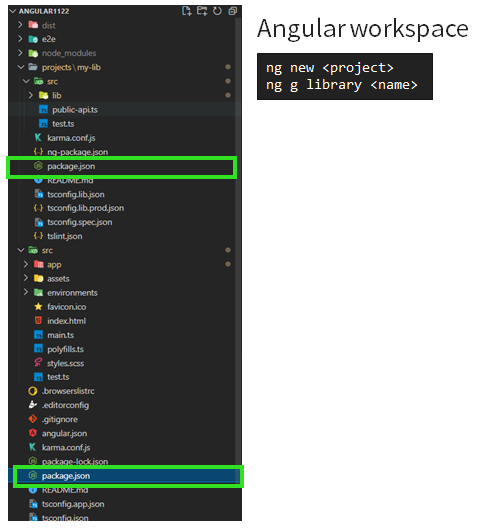 ANGULAR1122
dist
e2e
node_modules
projects\my-lib
src
lib
public-api.ts
test.ts
karma.conf.js
ng-package.json
package.json
README.md
tsconfig.lib.json
tsconfig.lib.prod.json
tsconfig.spec.json
tslint.json
src
app
assets
environments
favicon.ico
index.html
main.ts
polyfills.ts
styles.scss
test.ts
.browserslistrc
.editorconfig
.gitignore
angular.json
karma.conf.js
package-lock.json
package.json
README.md
tsconfig.app.json
tsconfig.json
Angular workspace
ng new <project>
ng g library <name>